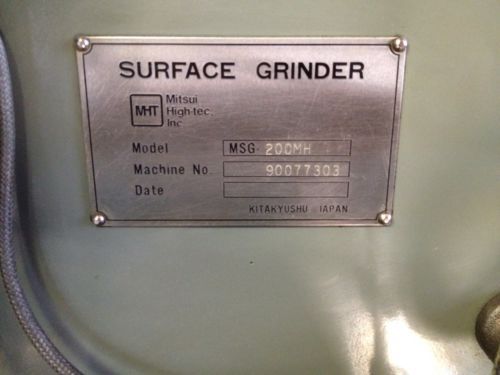 SURFACE GRINDER
MHT Mitsui
High-tec,
Inc.
Model MSG-200MH
Machine No. 90077303
Date
KITAKYUSHU JAPAN